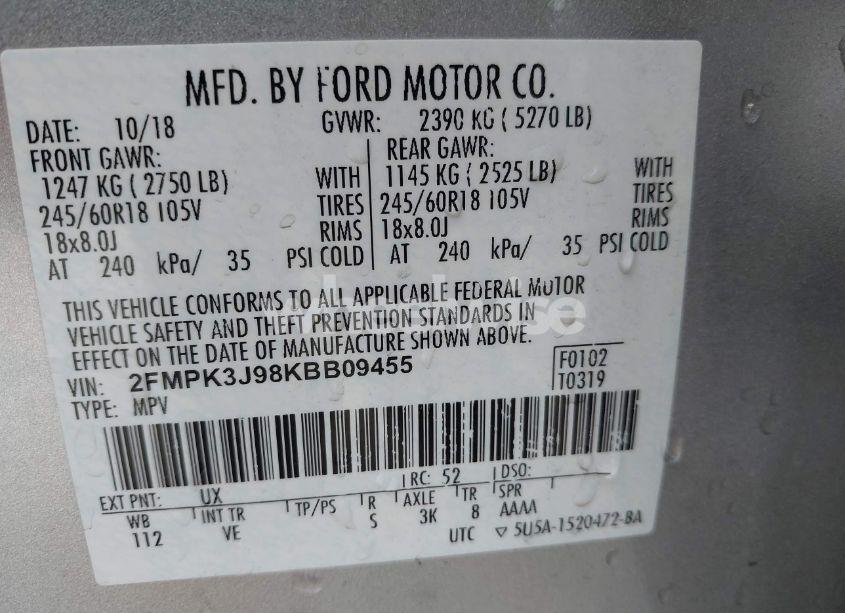 MFD. BY FORD MOTOR CO.
DATE: 10/18 GVWR: 2390 KG ( 5270 LB)
FRONT GAWR: REAR GAWR:
1247 KG ( 2750 LB) WITH 1145 KG ( 2525 LB) WITH
245/60R18 105V TIRES 245/60R18 105V TIRES
18x8.0J RIMS 18x8.0J RIMS
AT 240 kPa/ 35 PSI COLD AT 240 kPa/ 35 PSI COLD
THIS VEHICLE CONFORMS TO ALL APPLICABLE FEDERAL MOTOR
VEHICLE SAFETY AND THEFT PREVENTION STANDARDS IN
EFFECT ON THE DATE OF MANUFACTURE SHOWN ABOVE.
VIN: 2FMPK3J98KBB09455 F0102
TYPE: MPV T0319
EXT PNT: UX RC: 52 DSO:
WB INT TR TP/PS R AXLE TR SPR
112 VE S 3K 8 AAAA
UTC ▽ 5U5A-1520472-BA